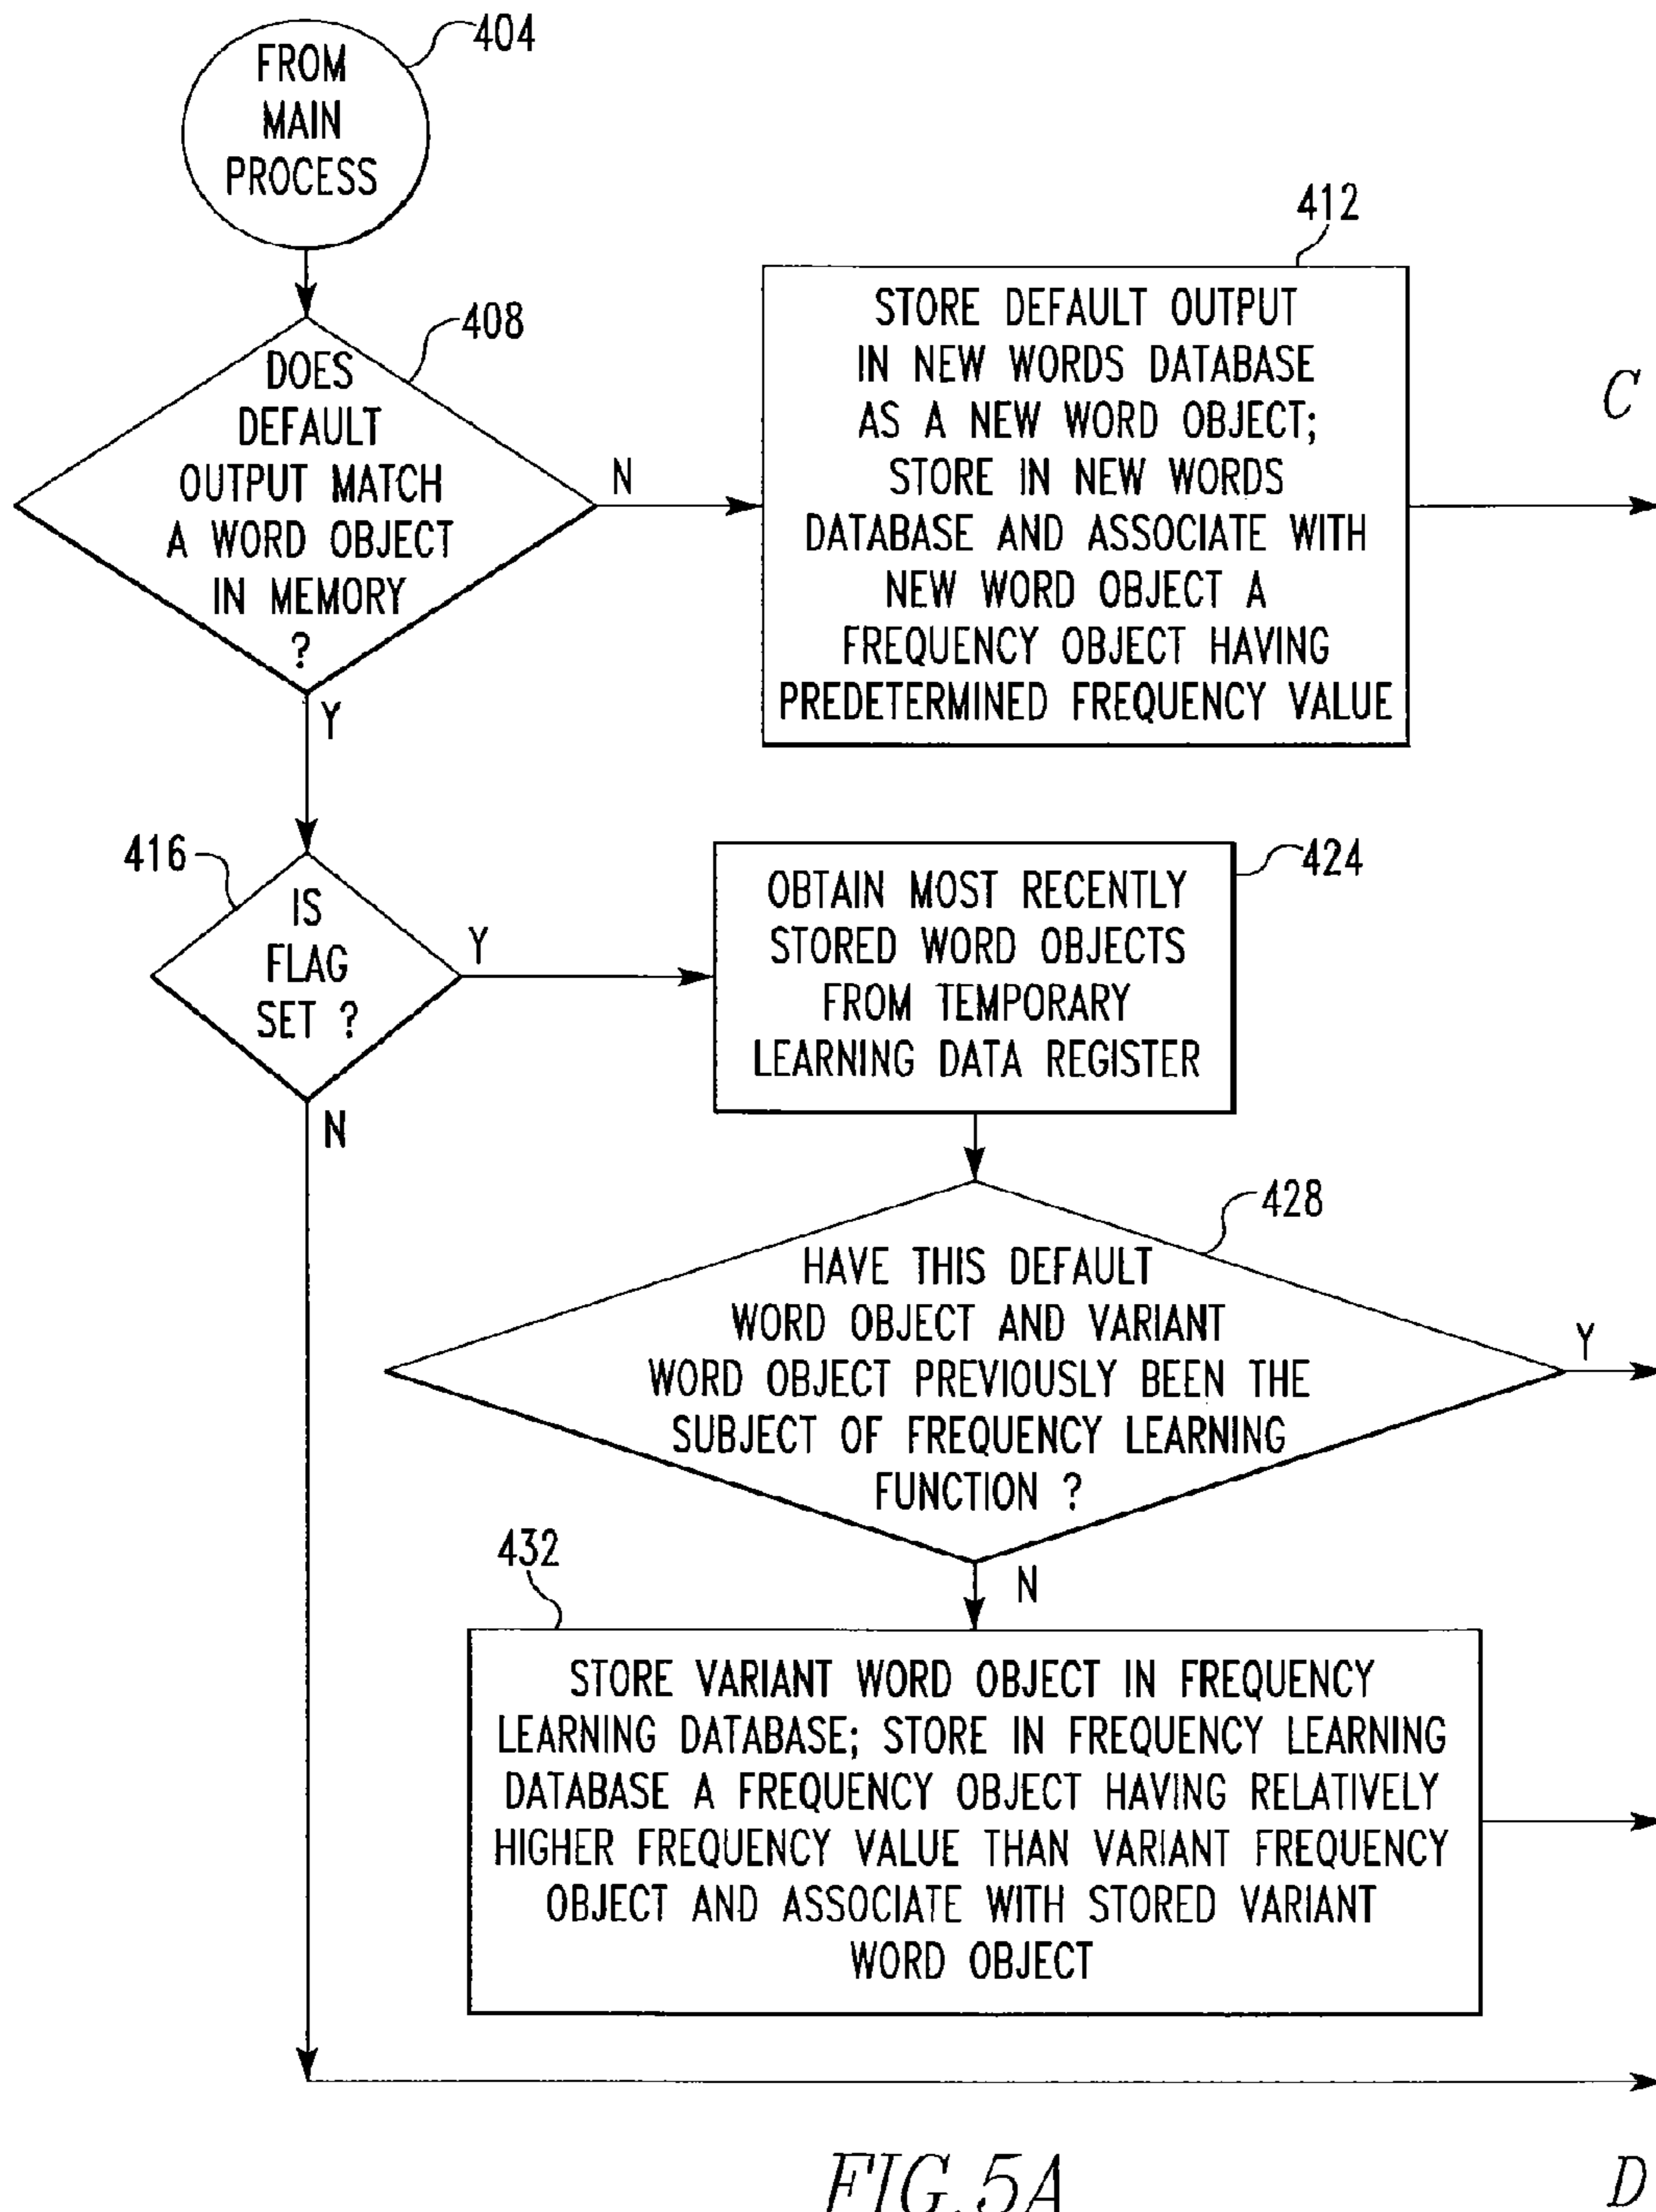 404
FROM
MAIN
PROCESS
408
DOES
DEFAULT
OUTPUT MATCH
A WORD OBJECT
IN MEMORY
?
N
Y
412
STORE DEFAULT OUTPUT
IN NEW WORDS DATABASE
AS A NEW WORD OBJECT;
STORE IN NEW WORDS
DATABASE AND ASSOCIATE WITH
NEW WORD OBJECT A
FREQUENCY OBJECT HAVING
PREDETERMINED FREQUENCY VALUE
C
416
IS
FLAG
SET ?
Y
N
424
OBTAIN MOST RECENTLY
STORED WORD OBJECTS
FROM TEMPORARY
LEARNING DATA REGISTER
428
HAVE THIS DEFAULT
WORD OBJECT AND VARIANT
WORD OBJECT PREVIOUSLY BEEN THE
SUBJECT OF FREQUENCY LEARNING
FUNCTION ?
Y
N
432
STORE VARIANT WORD OBJECT IN FREQUENCY
LEARNING DATABASE; STORE IN FREQUENCY LEARNING
DATABASE A FREQUENCY OBJECT HAVING RELATIVELY
HIGHER FREQUENCY VALUE THAN VARIANT FREQUENCY
OBJECT AND ASSOCIATE WITH STORED VARIANT
WORD OBJECT
FIG.5A
D